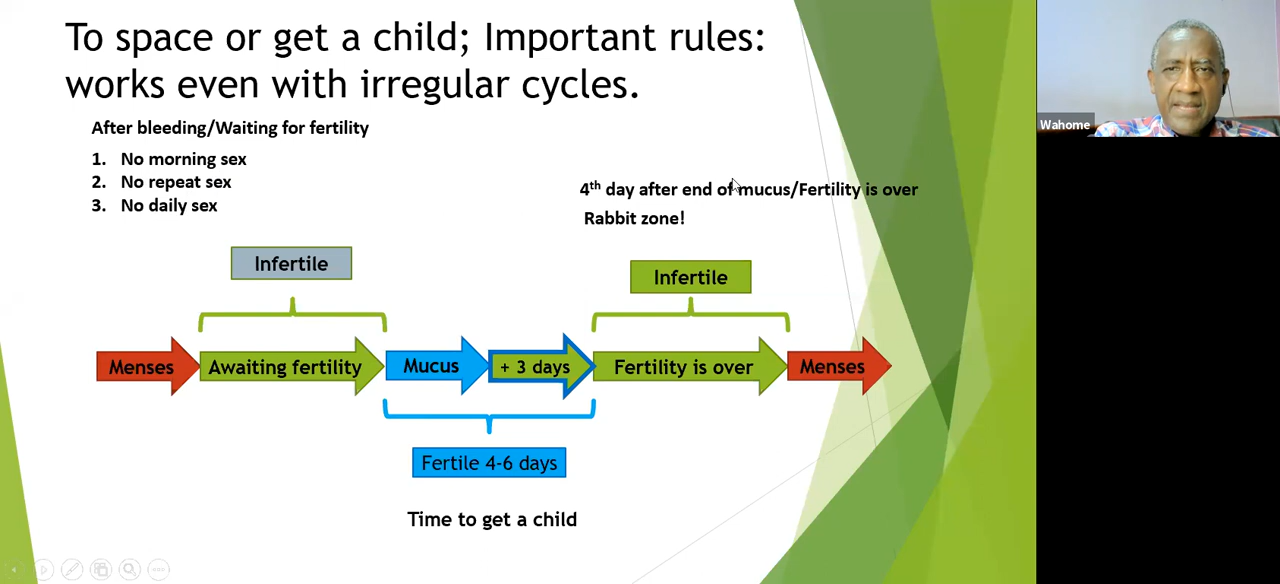 To space or get a child; Important rules:
works even with irregular cycles.
After bleeding/Waiting for fertility
1. No morning sex
2. No repeat sex
3. No daily sex
4th day after end of mucus/Fertility is over
Rabbit zone!
Infertile
Infertile
Menses
Awaiting fertility
Mucus
+ 3 days
Fertility is over
Menses
Fertile 4-6 days
Time to get a child
Wahome